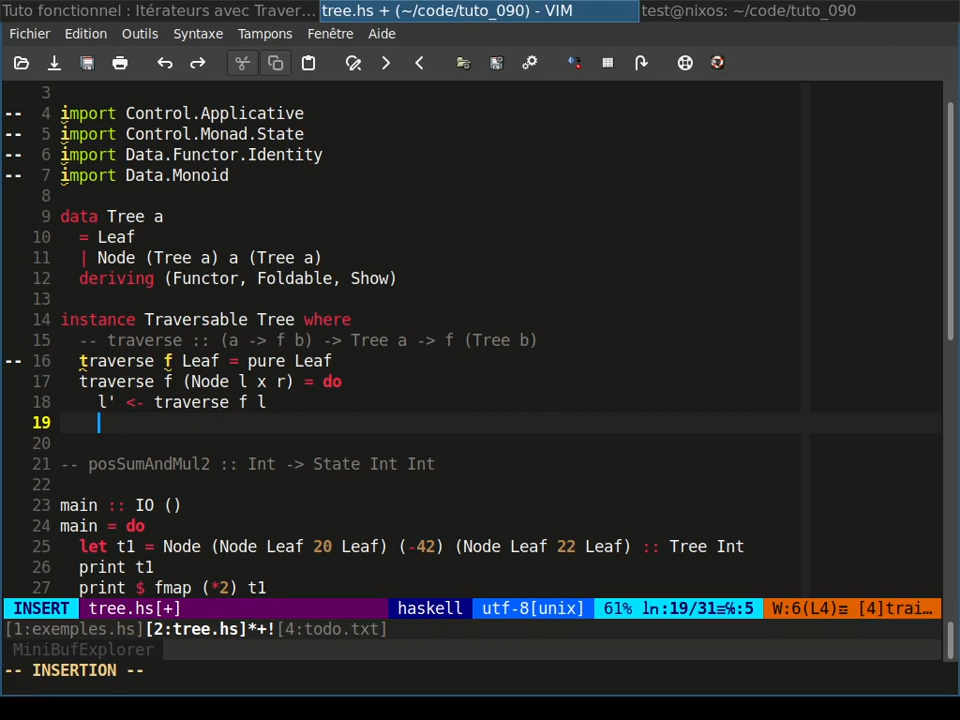 Tuto fonctionnel : Itérateurs avec Traver... tree.hs + (~/code/tuto_090) - VIM test@nixos: ~/code/tuto_090
Fichier Edition Outils Syntaxe Tampons Fenêtre Aide
3
-- 4 import Control.Applicative
-- 5 import Control.Monad.State
-- 6 import Data.Functor.Identity
-- 7 import Data.Monoid
8
9 data Tree a
10 = Leaf
11 | Node (Tree a) a (Tree a)
12 deriving (Functor, Foldable, Show)
13
14 instance Traversable Tree where
15 -- traverse :: (a -> f b) -> Tree a -> f (Tree b)
-- 16 traverse f Leaf = pure Leaf
17 traverse f (Node l x r) = do
18 l' <- traverse f l
19
20
21 -- posSumAndMul2 :: Int -> State Int Int
22
23 main :: IO ()
24 main = do
25 let t1 = Node (Node Leaf 20 Leaf) (-42) (Node Leaf 22 Leaf) :: Tree Int
26 print t1
27 print $ fmap (*2) t1
INSERT tree.hs[+] haskell utf-8[unix] 61% ln:19/31≡℅:5 W:6(L4)≡ [4]trai...
[1:exemples.hs][2:tree.hs]*+![4:todo.txt]
MiniBufExplorer
-- INSERTION --